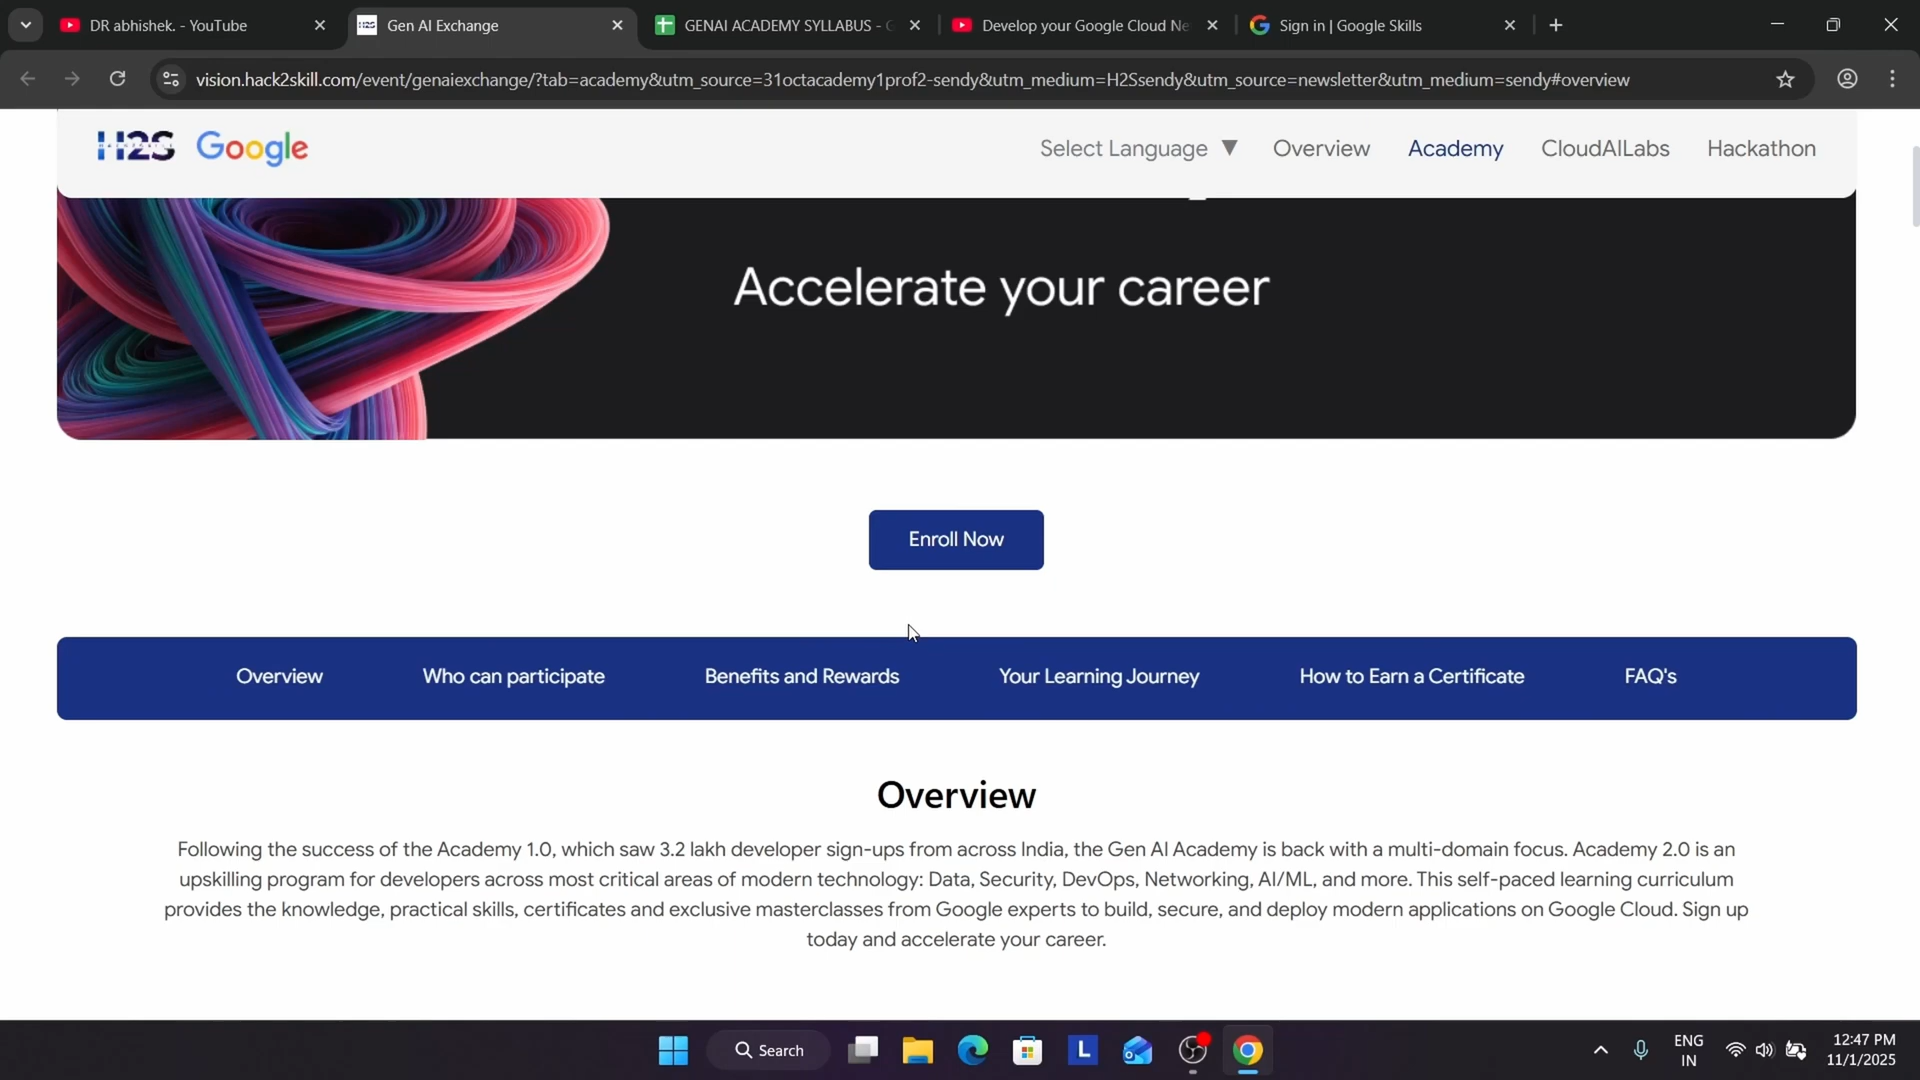 DR abhishek. - YouTube
Gen AI Exchange
GENAI ACADEMY SYLLABUS - G
Develop your Google Cloud Ne
Sign in | Google Skills
vision.hack2skill.com/event/genaiexchange/?tab=academy&utm_source=31octacademy1prof2-sendy&utm_medium=H2Ssendy&utm_source=newsletter&utm_medium=sendy#overview
H2S Google
Select Language ▼
Overview
Academy
CloudAILabs
Hackathon
Accelerate your career
Enroll Now
Overview
Who can participate
Benefits and Rewards
Your Learning Journey
How to Earn a Certificate
FAQ's
Overview
Following the success of the Academy 1.0, which saw 3.2 lakh developer sign-ups from across India, the Gen AI Academy is back with a multi-domain focus. Academy 2.0 is an
upskilling program for developers across most critical areas of modern technology: Data, Security, DevOps, Networking, AI/ML, and more. This self-paced learning curriculum
provides the knowledge, practical skills, certificates and exclusive masterclasses from Google experts to build, secure, and deploy modern applications on Google Cloud. Sign up
today and accelerate your career.
Search
L
ENG
IN
12:47 PM
11/1/2025